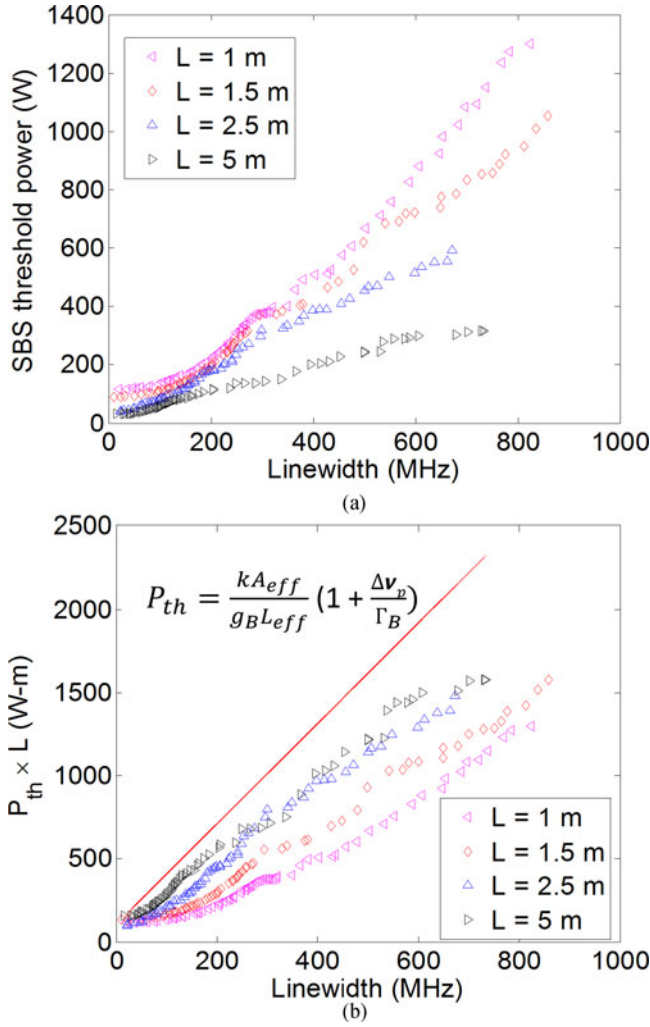 1400
1200
1000
800
600
400
200
0
SBS threshold power (W)
L = 1 m
L = 1.5 m
L = 2.5 m
L = 5 m
0 200 400 600 800 1000
Linewidth (MHz)
(a)
2500
2000
1500
1000
500
0
P_th × L (W-m)
P_th = kA_eff / g_B L_eff (1 + Δν_p / Γ_B)
L = 1 m
L = 1.5 m
L = 2.5 m
L = 5 m
0 200 400 600 800 1000
Linewidth (MHz)
(b)